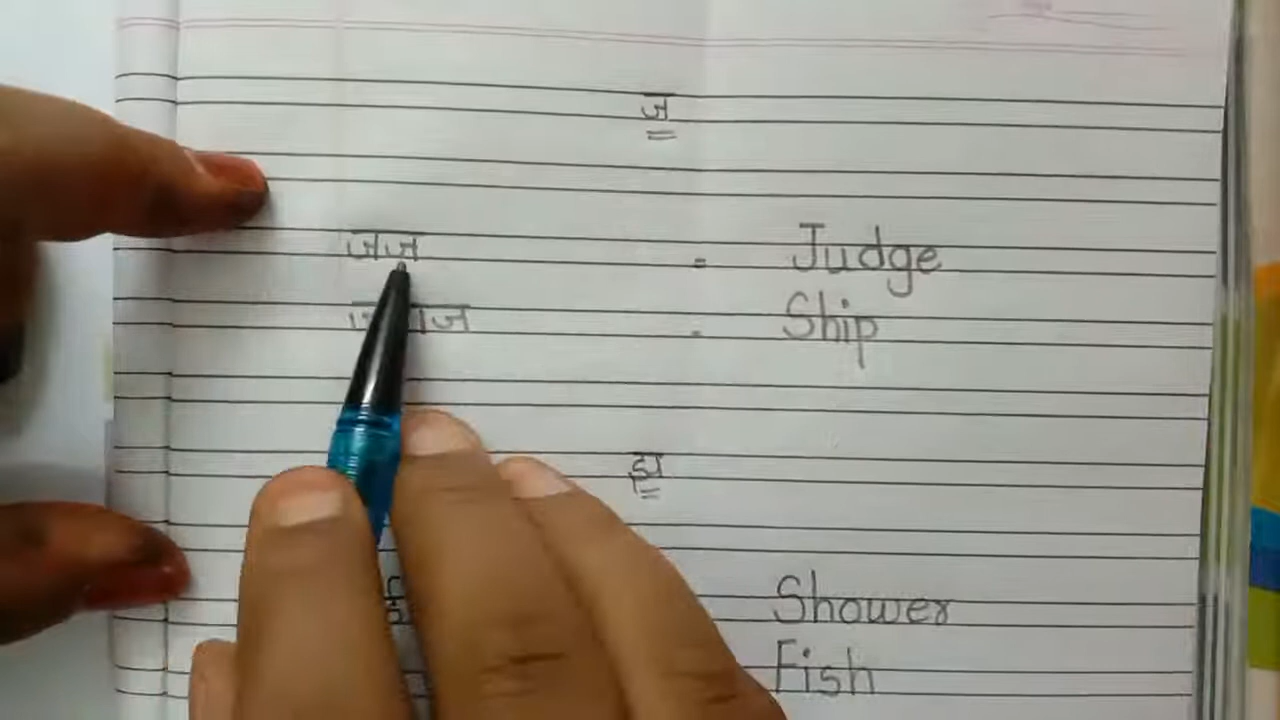 ज
जज = Judge
- Ship
झ
Shower
Fish